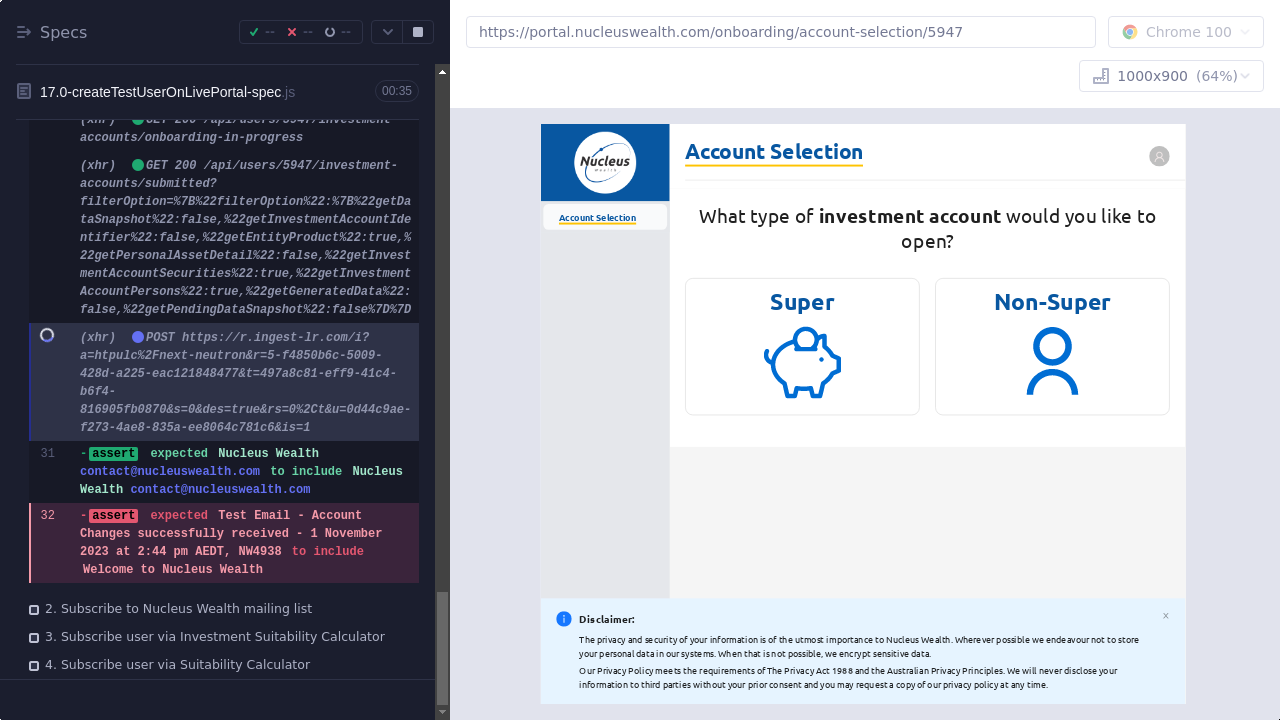 Specs
-- -- --
https://portal.nucleuswealth.com/onboarding/account-selection/5947
Chrome 100
1000x900 (64%)
17.0-createTestUserOnLivePortal-spec.js
00:35
(xhr) GET 200 /api/users/5947/investment-
accounts/onboarding-in-progress
(xhr) GET 200 /api/users/5947/investment-
accounts/submitted?
filterOption=%7B%22filterOption%22:%7B%22getDa
taSnapshot%22:false,%22getInvestmentAccountIde
ntifier%22:false,%22getEntityProduct%22:true,%
22getPersonalAssetDetail%22:false,%22getInvest
mentAccountSecurities%22:true,%22getInvestment
AccountPersons%22:true,%22getGeneratedData%22:
false,%22getPendingDataSnapshot%22:false%7D%7D
(xhr) POST https://r.ingest-lr.com/i?
a=htpulc%2Fnext-neutron&r=5-f4850b6c-5009-
428d-a225-eac121848477&t=497a8c81-eff9-41c4-
b6f4-
816905fb0870&s=0&des=true&rs=0%2Ct&u=0d44c9ae-
f273-4ae8-835a-ee8064c781c6&is=1
31 -assert expected Nucleus Wealth
contact@nucleuswealth.com to include Nucleus
Wealth contact@nucleuswealth.com
32 -assert expected Test Email - Account
Changes successfully received - 1 November
2023 at 2:44 pm AEDT, NW4938 to include
Welcome to Nucleus Wealth
2. Subscribe to Nucleus Wealth mailing list
3. Subscribe user via Investment Suitability Calculator
4. Subscribe user via Suitability Calculator
Nucleus
Wealth
Account Selection
Account Selection
What type of investment account would you like to
open?
Super
Non-Super
Disclaimer:
The privacy and security of your information is of the utmost importance to Nucleus Wealth. Wherever possible we endeavour not to store
your personal data in our systems. When that is not possible, we encrypt sensitive data.
Our Privacy Policy meets the requirements of The Privacy Act 1988 and the Australian Privacy Principles. We will never disclose your
information to third parties without your prior consent and you may request a copy of our privacy policy at any time.